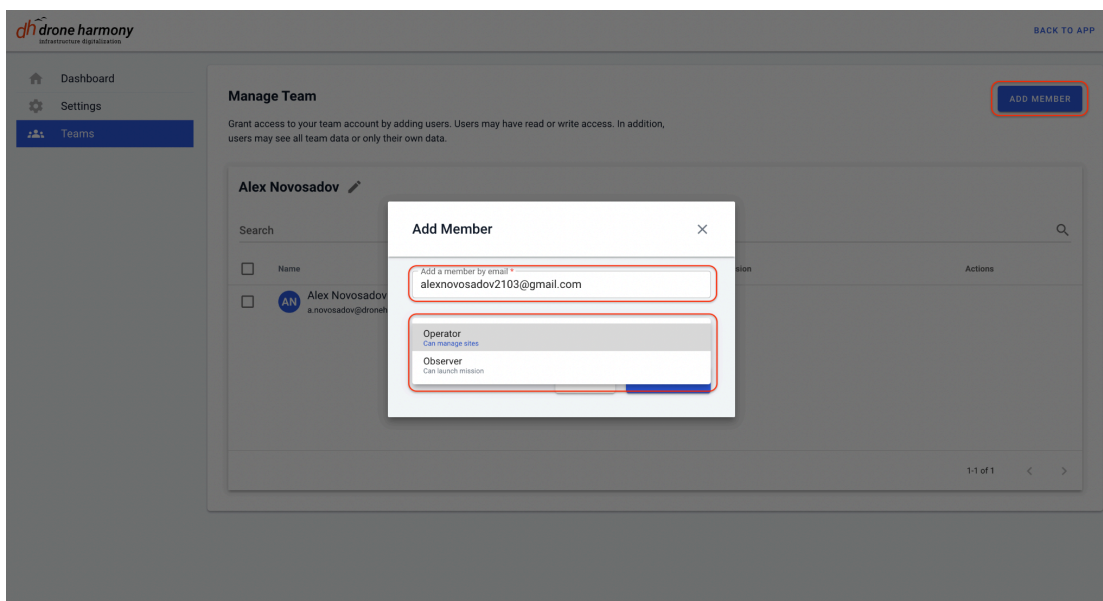 dh drone harmony
infrastructure digitalization
BACK TO APP
Dashboard
Settings
Teams
Manage Team
ADD MEMBER
Grant access to your team account by adding users. Users may have read or write access. In addition,
users may see all team data or only their own data.
Alex Novosadov
Search
Add Member
Name
sion
Actions
Add a member by email *
alexnovosadov2103@gmail.com
AN
Alex Novosadov
a.novosadov@droneh
Operator
Can manage sites
Observer
Can launch mission
1-1 of 1